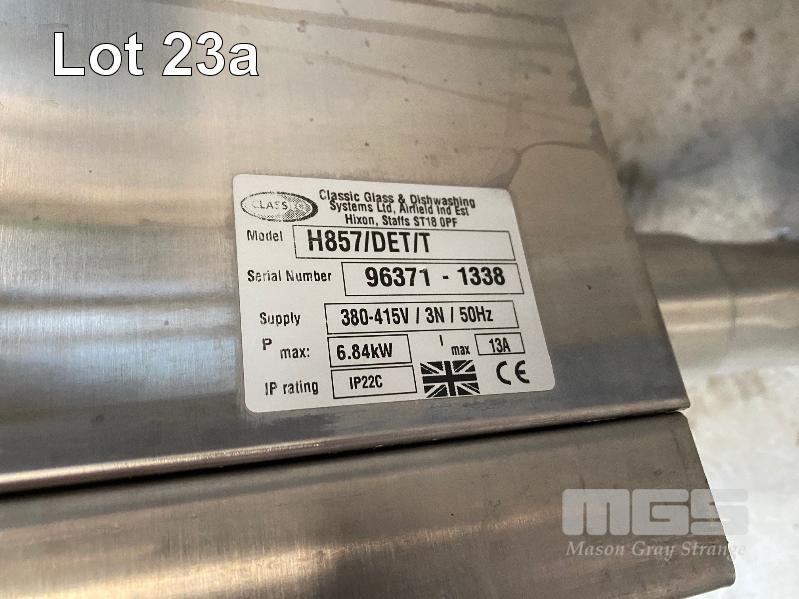 Lot 23a
CLASSIC
Classic Glass & Dishwashing
Systems Ltd, Airfield Ind Est
Hixon, Staffs ST18 0PF
Model H857/DET/T
Serial Number 96371 - 1338
Supply 380-415V / 3N / 50Hz
P max: 6.84kW I max 13A
IP rating IP22C CE
MGS
Mason Gray Strange